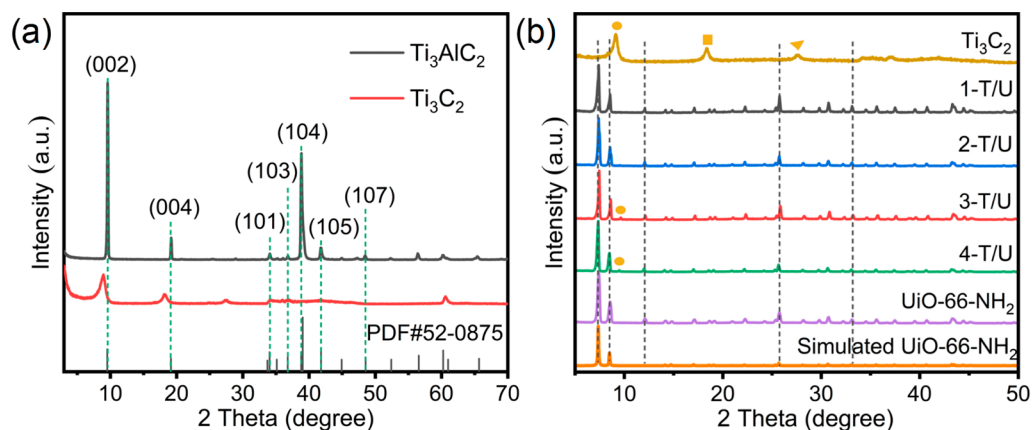 (a)
(002)
Ti₃AlC₂
Ti₃C₂
(104)
(103)
(004)
(101)
(105)
(107)
PDF#52-0875
Intensity (a.u.)
10 20 30 40 50 60 70
2 Theta (degree)
(b)
Ti₃C₂
1-T/U
2-T/U
3-T/U
4-T/U
UiO-66-NH₂
Simulated UiO-66-NH₂
Intensity (a.u.)
10 20 30 40 50
2 Theta (degree)